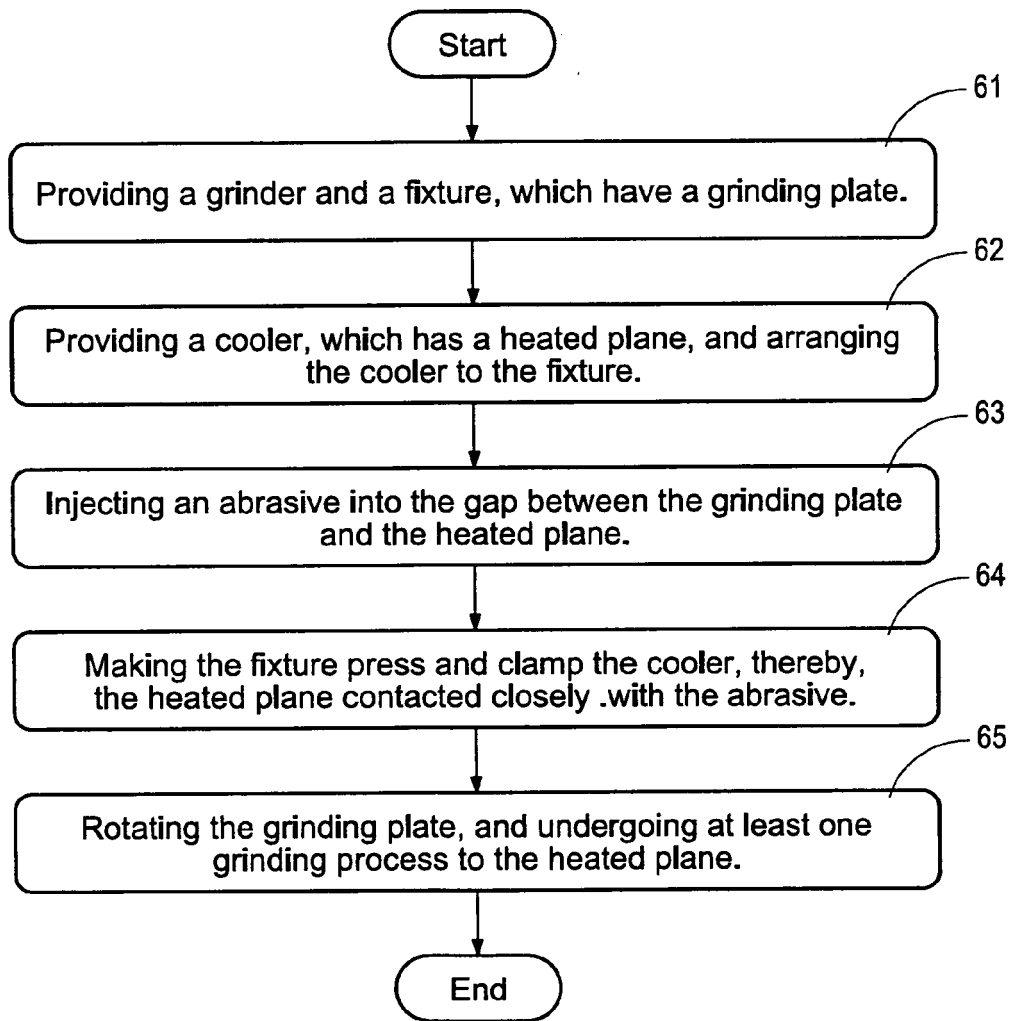 Start
61
Providing a grinder and a fixture, which have a grinding plate.
62
Providing a cooler, which has a heated plane, and arranging
the cooler to the fixture.
63
Injecting an abrasive into the gap between the grinding plate
and the heated plane.
64
Making the fixture press and clamp the cooler, thereby,
the heated plane contacted closely .with the abrasive.
65
Rotating the grinding plate, and undergoing at least one
grinding process to the heated plane.
End